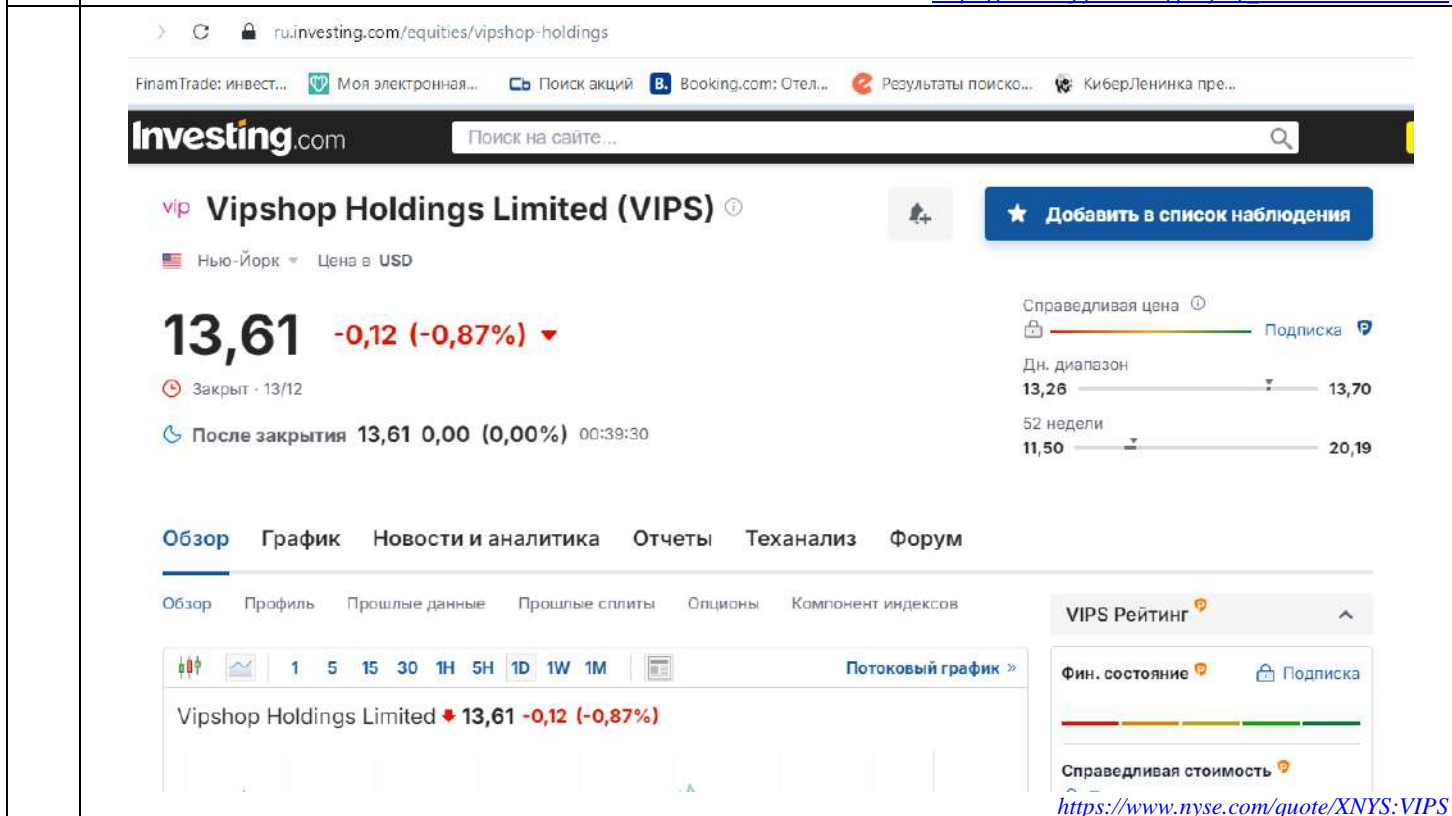 ru.investing.com/equities/vipshop-holdings
FinamTrade: инвест... Моя электронная... Сь Поиск акций B. Booking.com: Отел... Результаты поиско... КиберЛенинка пре...
Investing.com Поиск на сайте...
vip Vipshop Holdings Limited (VIPS)
Добавить в список наблюдения
Нью-Йорк Цена в USD
13,61 -0,12 (-0,87%)
Справедливая цена
Подписка
Закрыт · 13/12
Дн. диапазон
13,26 13,70
После закрытия 13,61 0,00 (0,00%) 00:39:30
52 недели
11,50 20,19
Обзор График Новости и аналитика Отчеты Теханализ Форум
Обзор Профиль Прошлые данные Прошлые сплиты Опционы Компонент индексов
VIPS Рейтинг
1 5 15 30 1H 5H 1D 1W 1M Потоковый график »
Фин. состояние Подписка
Vipshop Holdings Limited 13,61 -0,12 (-0,87%)
Справедливая стоимость
https://www.nyse.com/quote/XNYS:VIPS